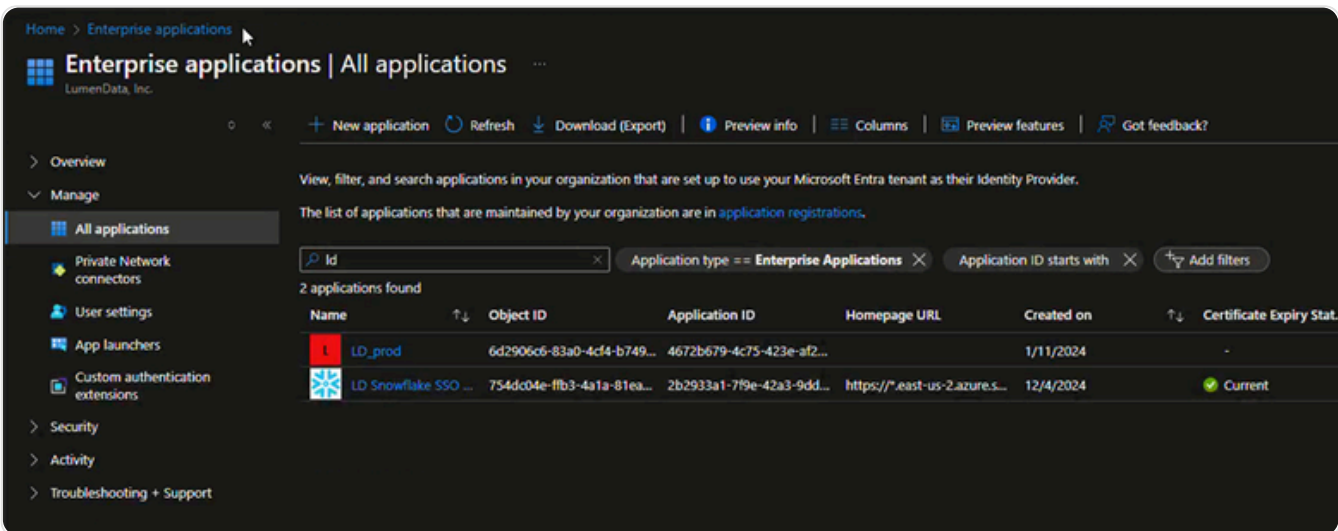 Home > Enterprise applications
Enterprise applications | All applications ...
LumenData, Inc.
New application Refresh Download (Export) | Preview info | Columns | Preview features | Got feedback?
Overview
Manage
All applications
Private Network
connectors
User settings
App launchers
Custom authentication
extensions
Security
Activity
Troubleshooting + Support
View, filter, and search applications in your organization that are set up to use your Microsoft Entra tenant as their Identity Provider.
The list of applications that are maintained by your organization are in application registrations.
ld Application type == Enterprise Applications Application ID starts with Add filters
2 applications found
Name Object ID Application ID Homepage URL Created on Certificate Expiry Stat.
L LD_prod 6d2906c6-83a0-4cf4-b749... 4672b679-4c75-423e-af2... 1/11/2024 -
LD Snowflake SSO ... 754dc04e-ffb3-4a1a-81ea... 2b2933a1-7f9e-42a3-9dd... https://*.east-us-2.azure.s... 12/4/2024 Current